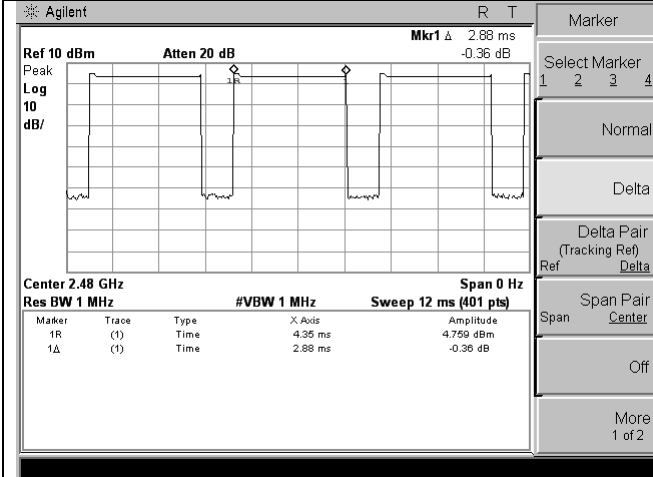 Agilent R T
Mkr1 Δ 2.88 ms
Ref 10 dBm Atten 20 dB -0.36 dB
Peak
Log
10
dB/
1R
Center 2.48 GHz Span 0 Hz
Res BW 1 MHz #VBW 1 MHz Sweep 12 ms (401 pts)
Marker Trace Type X Axis Amplitude
1R (1) Time 4.35 ms 4.759 dBm
1Δ (1) Time 2.88 ms -0.36 dB
Marker
Select Marker
1 2 3 4
Normal
Delta
Delta Pair
(Tracking Ref)
Ref Delta
Span Pair
Span Center
Off
More
1 of 2